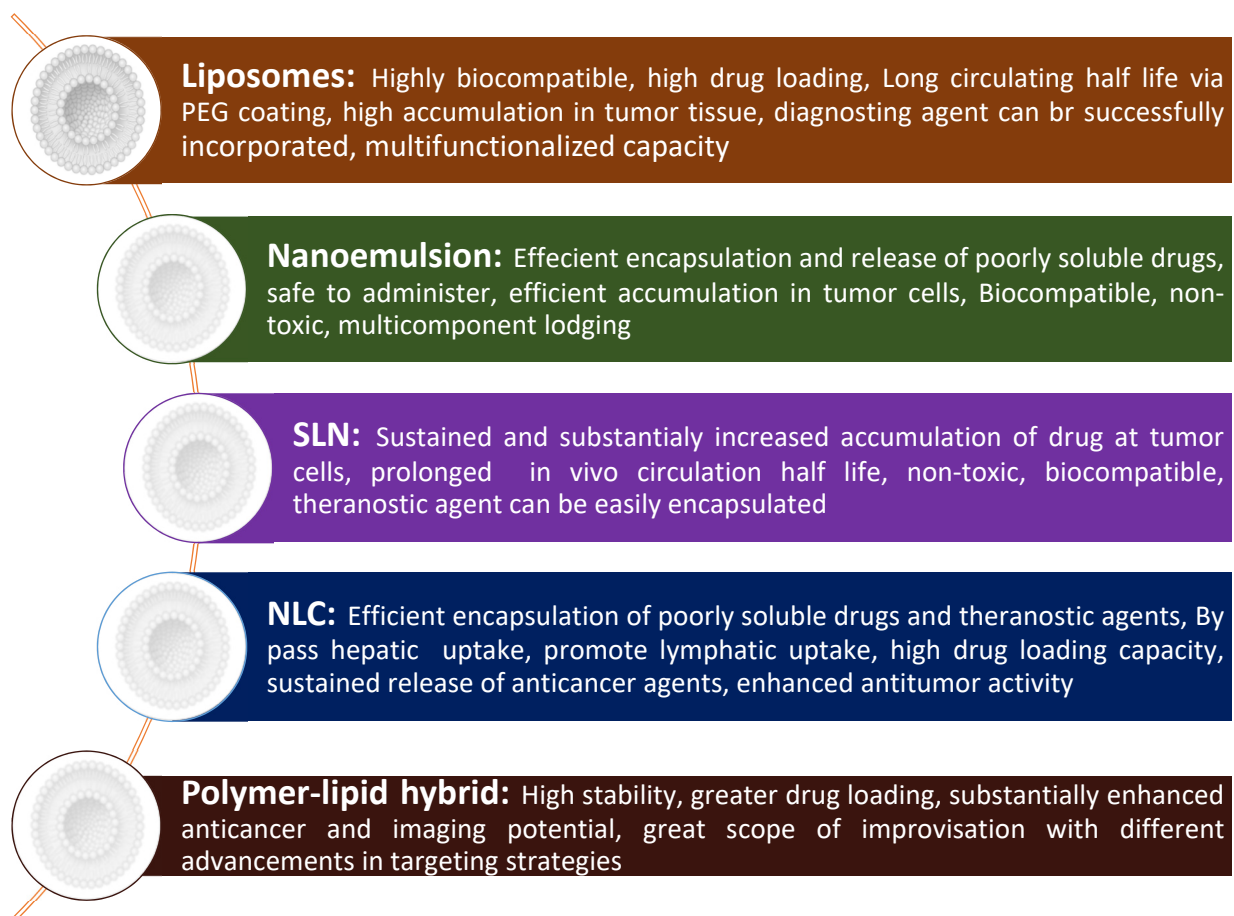 Liposomes: Highly biocompatible, high drug loading, Long circulating half life via
PEG coating, high accumulation in tumor tissue, diagnosting agent can br successfully
incorporated, multifunctionalized capacity
Nanoemulsion: Effecient encapsulation and release of poorly soluble drugs,
safe to administer, efficient accumulation in tumor cells, Biocompatible, non-
toxic, multicomponent lodging
SLN: Sustained and substantialy increased accumulation of drug at tumor
cells, prolonged in vivo circulation half life, non-toxic, biocompatible,
theranostic agent can be easily encapsulated
NLC: Efficient encapsulation of poorly soluble drugs and theranostic agents, By
pass hepatic uptake, promote lymphatic uptake, high drug loading capacity,
sustained release of anticancer agents, enhanced antitumor activity
Polymer-lipid hybrid: High stability, greater drug loading, substantially enhanced
anticancer and imaging potential, great scope of improvisation with different
advancements in targeting strategies